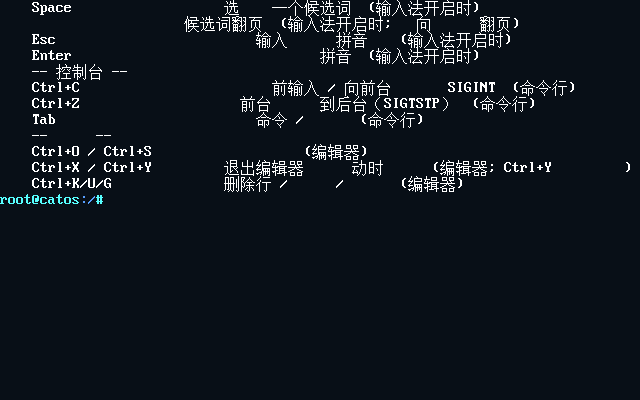 Space 选 一个候选词 (输入法开启时)
候选词翻页 (输入法开启时; 向 翻页)
Esc 输入 拼音 (输入法开启时)
Enter 拼音 (输入法开启时)
-- 控制台 --
Ctrl+C 前输入 / 向前台 SIGINT (命令行)
Ctrl+Z 前台 到后台 (SIGTSTP) (命令行)
Tab 命令 / (命令行)
-- --
Ctrl+O / Ctrl+S (编辑器)
Ctrl+X / Ctrl+Y 退出编辑器 动时 (编辑器; Ctrl+Y )
Ctrl+K/U/G 删除行 / / (编辑器)
root@catos:/#